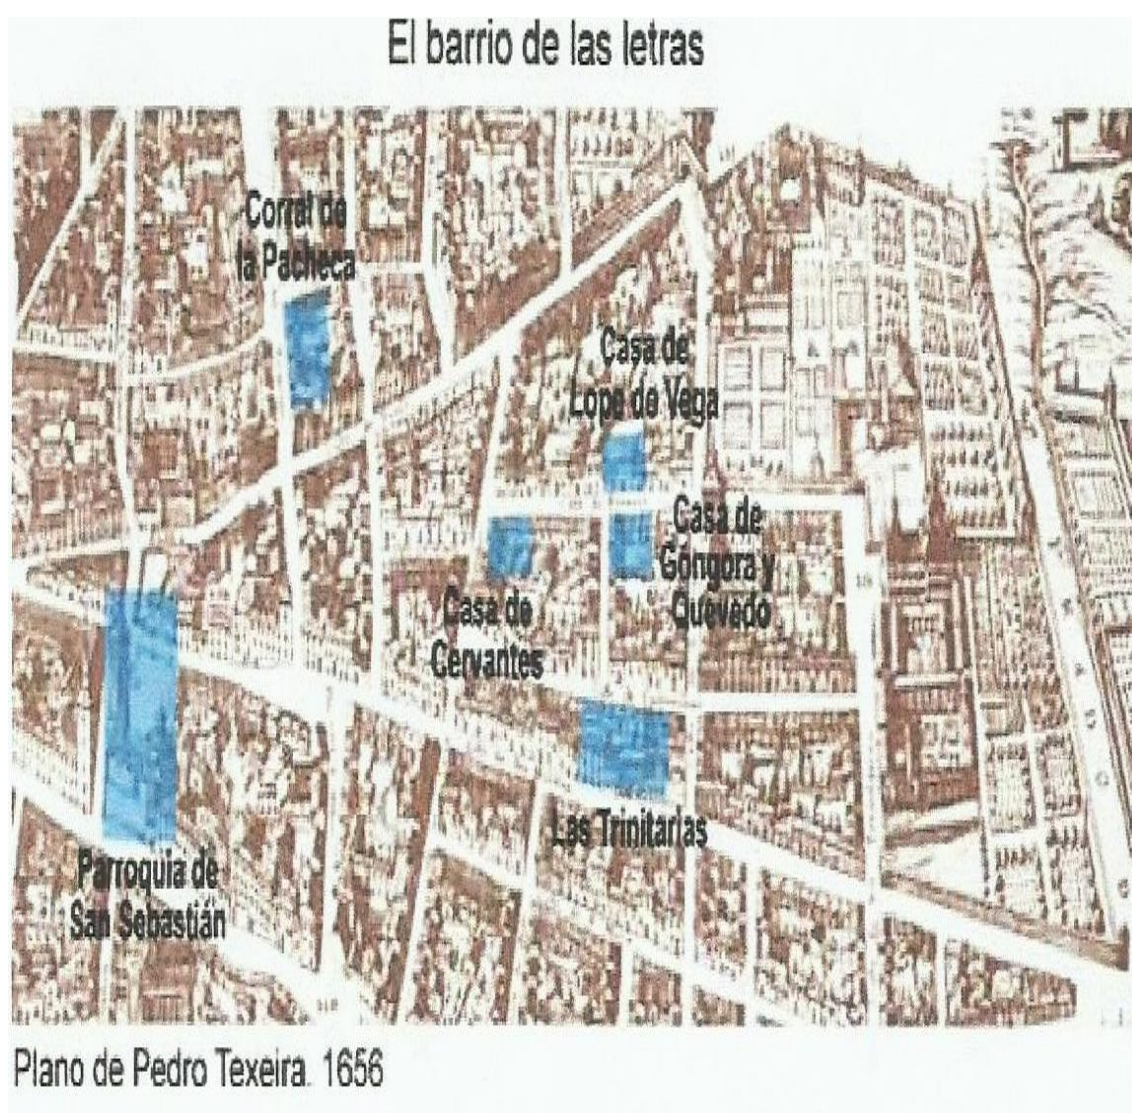 El barrio de las letras
Corral de
la Pacheca
Casa de
Lope de Vega
Casa de
Góngora y
Quevedo
Casa de
Cervantes
Las Trinitarias
Parroquia de
San Sebastián
Plano de Pedro Texeira. 1656